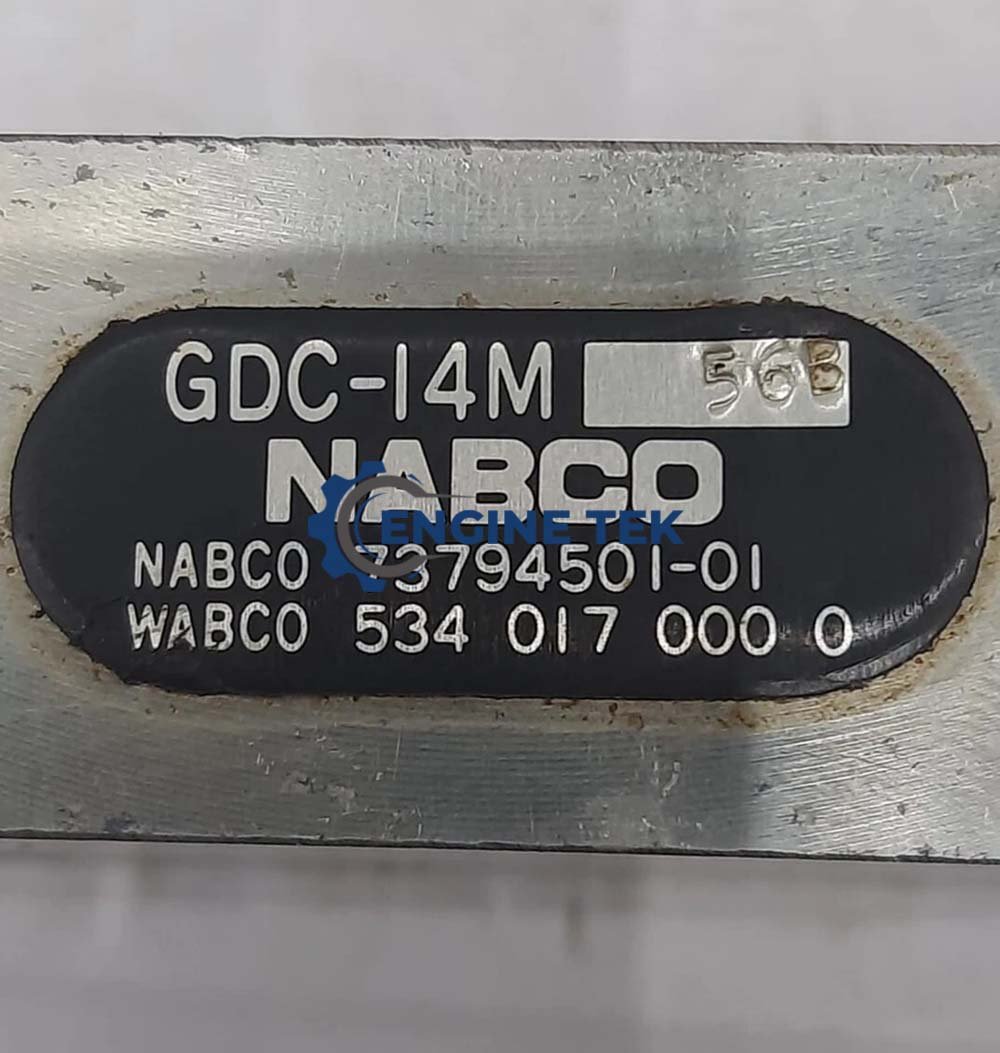 GDC-14M 56B
NABCO
ENGINE TEK
NABCO 73794501-01
WABCO 534 017 000 0